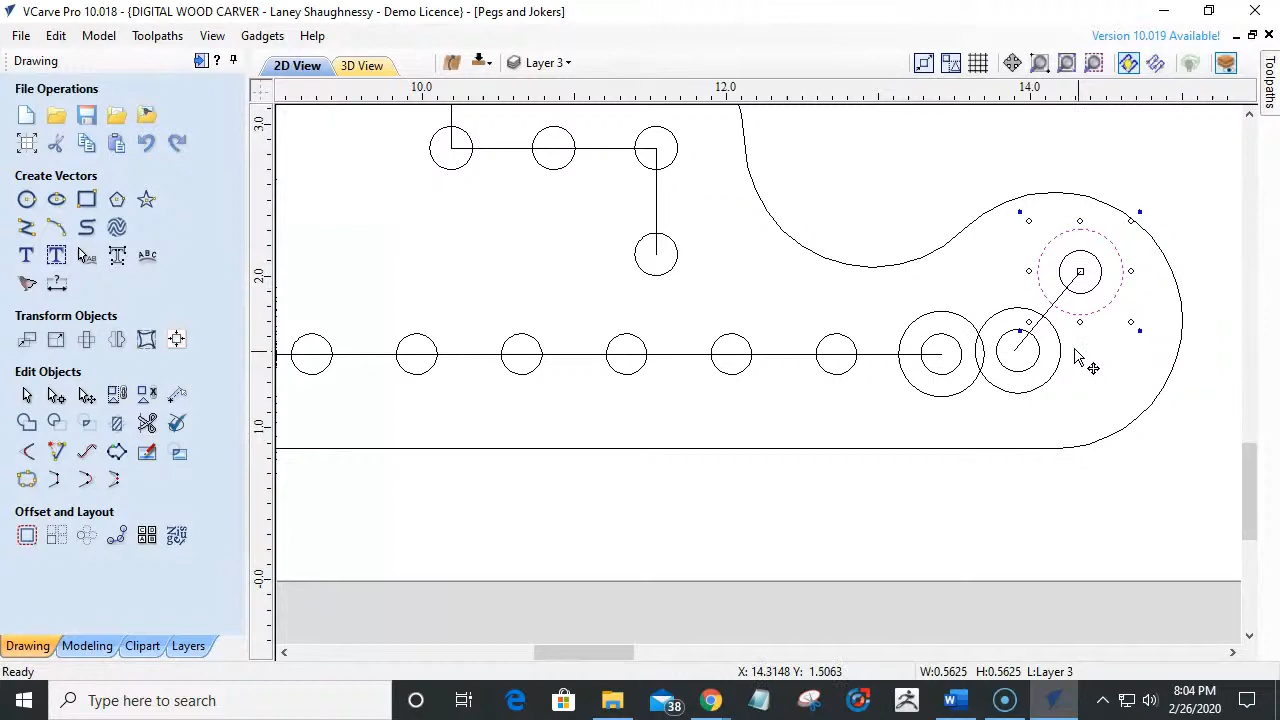 VCarve Pro 10.018 - {DIGITAL WOOD CARVER - Laney Shaughnessy - Demo Licence} - [Pegs and Jokers]
File Edit Model Toolpaths View Gadgets Help
Version 10.019 Available!
Drawing
?
2D View
3D View
Layer 3
File Operations
10.0 12.0 14.0
3.0
2.0
1.0
-0.0
Create Vectors
T T T ABC
AB
?
Transform Objects
Edit Objects
Offset and Layout
Drawing Modeling Clipart Layers
Toolpaths
Ready
X: 14.3148 Y: 1.5063
W:0.5625 H:0.5625 L:Layer 3
Type here to search
38
8:04 PM
2/26/2020